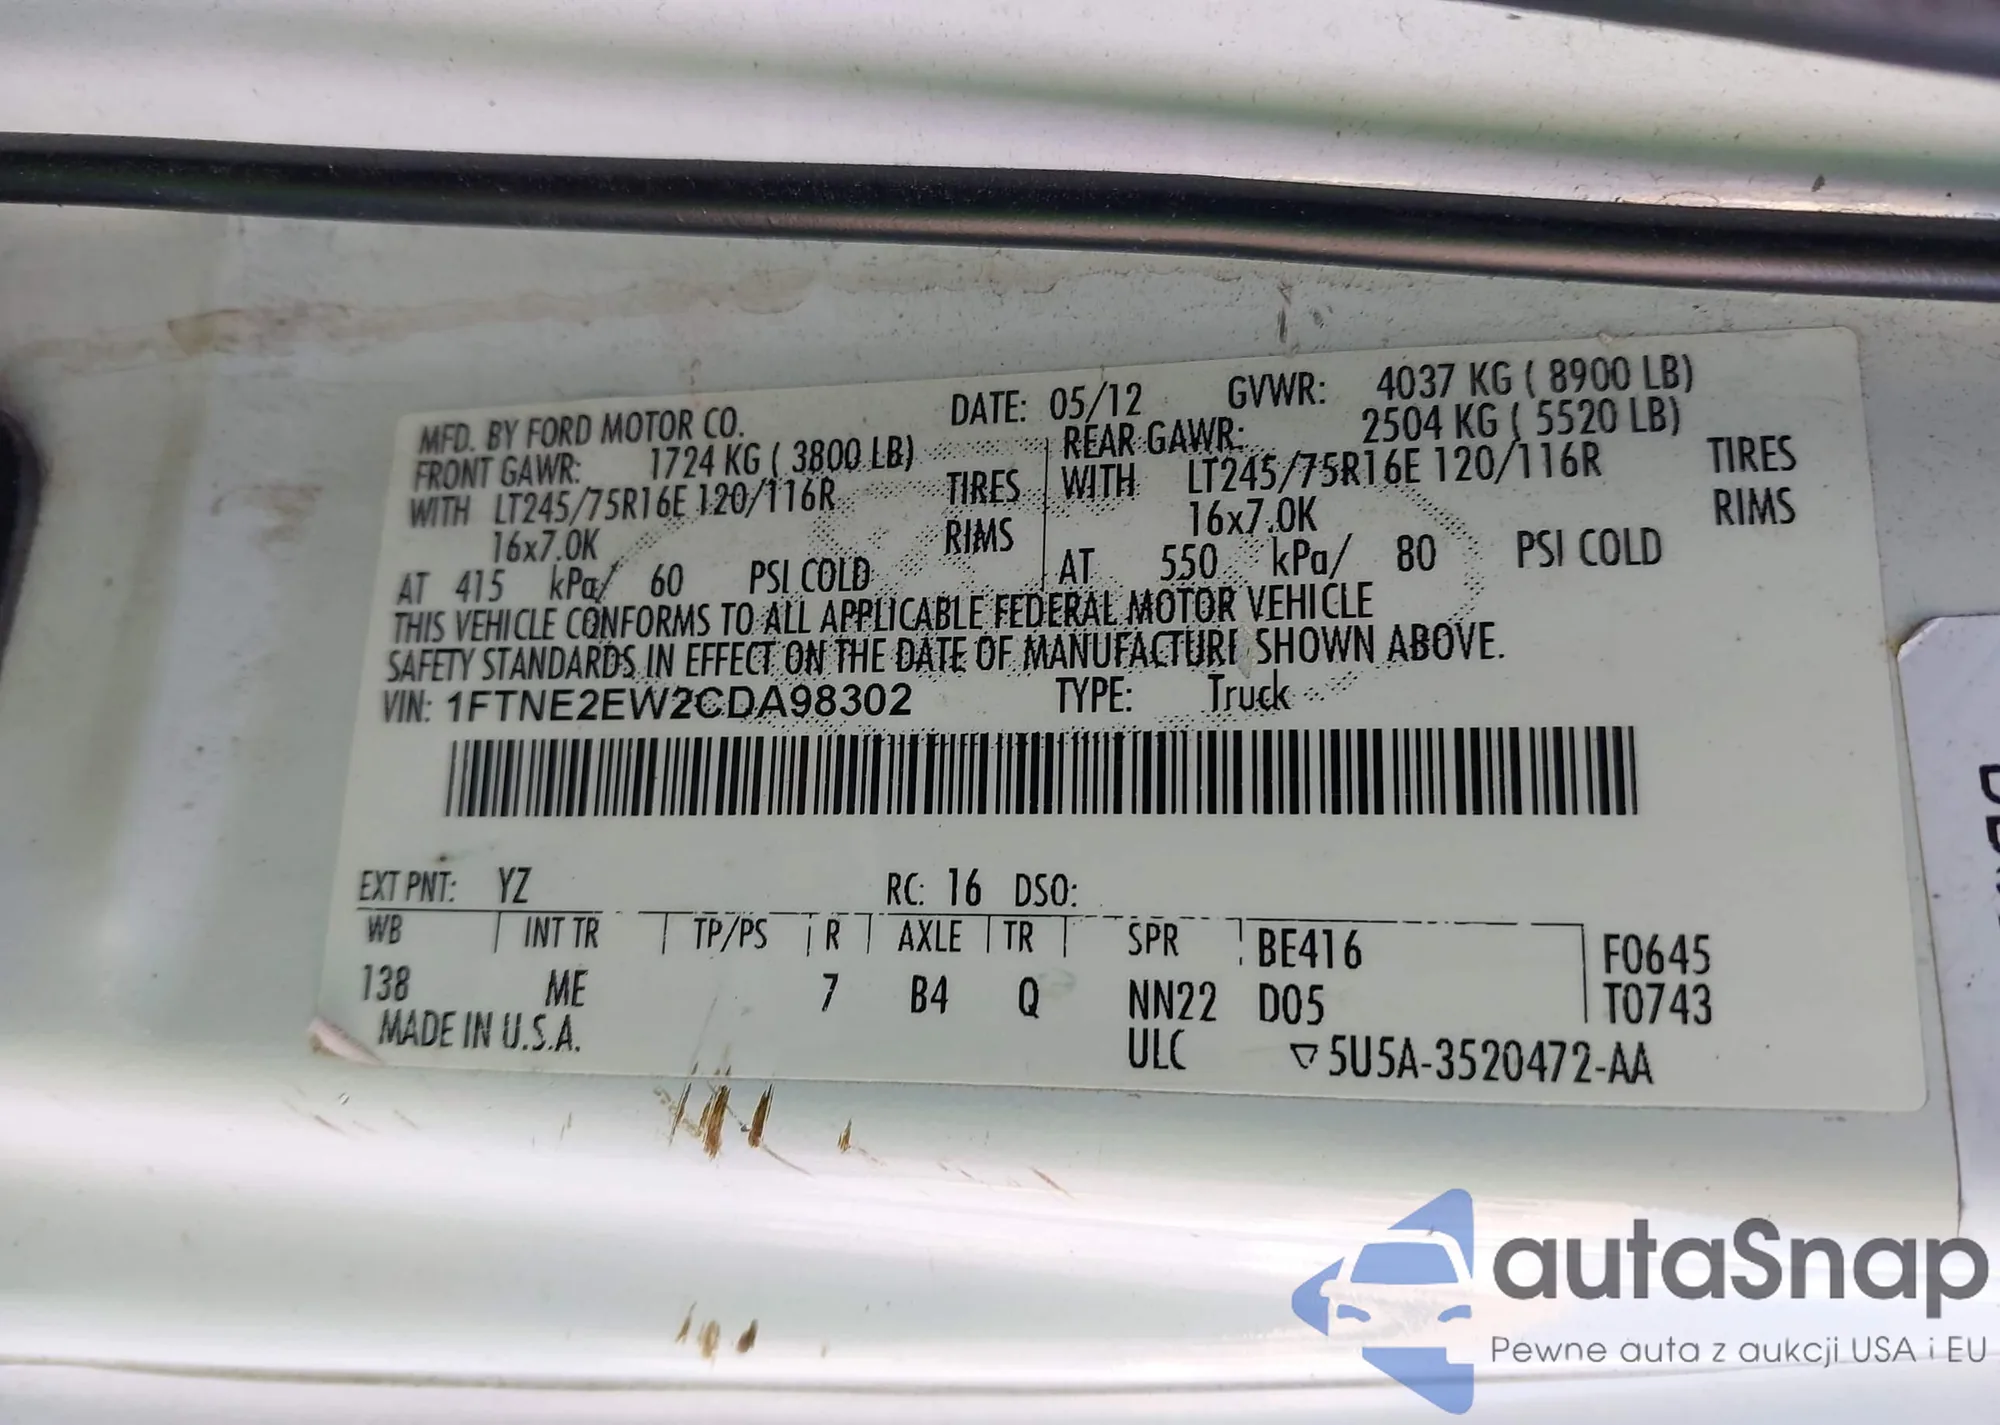 MFD. BY FORD MOTOR CO. DATE: 05/12 GVWR: 4037 KG ( 8900 LB)
FRONT GAWR: 1724 KG ( 3800 LB) REAR GAWR: 2504 KG ( 5520 LB)
WITH LT245/75R16E 120/116R TIRES WITH LT245/75R16E 120/116R TIRES
16x7.0K RIMS 16x7.0K RIMS
AT 415 kPa/ 60 PSI COLD AT 550 kPa/ 80 PSI COLD
THIS VEHICLE CONFORMS TO ALL APPLICABLE FEDERAL MOTOR VEHICLE
SAFETY STANDARDS IN EFFECT ON THE DATE OF MANUFACTURE SHOWN ABOVE.
VIN: 1FTNE2EW2CDA98302 TYPE: Truck
EXT PNT: YZ RC: 16 DSO:
WB INT TR TP/PS R AXLE TR SPR BE416 F0645
138 ME 7 B4 Q NN22 D05 T0743
MADE IN U.S.A. ULC ▽5U5A-3520472-AA
autaSnap
Pewne auta z aukcji USA i EU